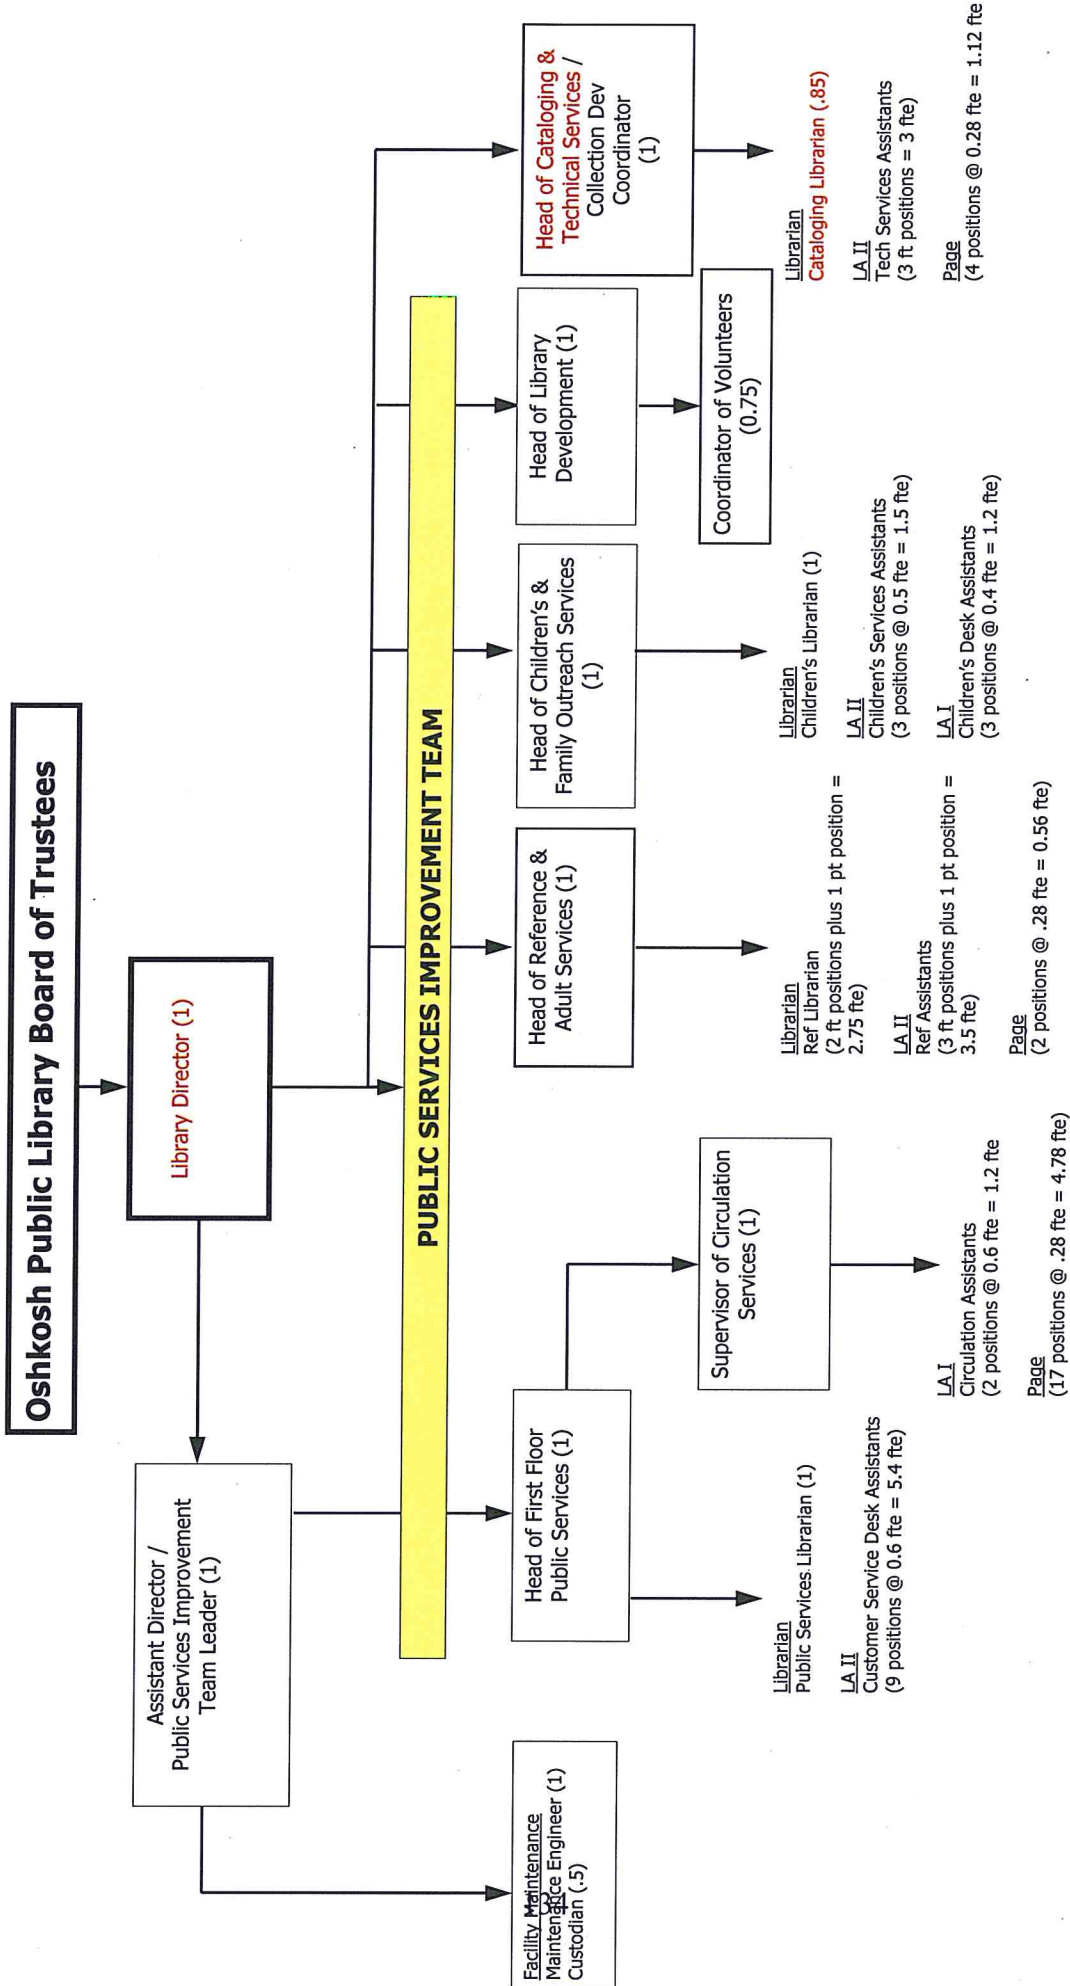 Oshkosh Public Library Board of Trustees
Library Director (1)
Assistant Director /
Public Services Improvement
Team Leader (1)
PUBLIC SERVICES IMPROVEMENT TEAM
Facility Maintenance
Maintenance Engineer (1)
Custodian (.5)
34
Head of First Floor
Public Services (1)
Librarian
Public Services Librarian (1)
LA II
Customer Service Desk Assistants
(9 positions @ 0.6 fte = 5.4 fte)
Supervisor of Circulation
Services (1)
LA I
Circulation Assistants
(2 positions @ 0.6 fte = 1.2 fte
Page
(17 positions @ .28 fte = 4.78 fte)
Head of Reference &
Adult Services (1)
Librarian
Ref Librarian
(2 ft positions plus 1 pt position =
2.75 fte)
LA II
Ref Assistants
(3 ft positions plus 1 pt position =
3.5 fte)
Page
(2 positions @ .28 fte = 0.56 fte)
Head of Children's &
Family Outreach Services
(1)
Librarian
Children's Librarian (1)
LA II
Children's Services Assistants
(3 positions @ 0.5 fte = 1.5 fte)
LA I
Children's Desk Assistants
(3 positions @ 0.4 fte = 1.2 fte)
Head of Library
Development (1)
Coordinator of Volunteers
(0.75)
Head of Cataloging &
Technical Services /
Collection Dev
Coordinator
(1)
Librarian
Cataloging Librarian (.85)
LA II
Tech Services Assistants
(3 ft positions = 3 fte)
Page
(4 positions @ 0.28 fte = 1.12 fte